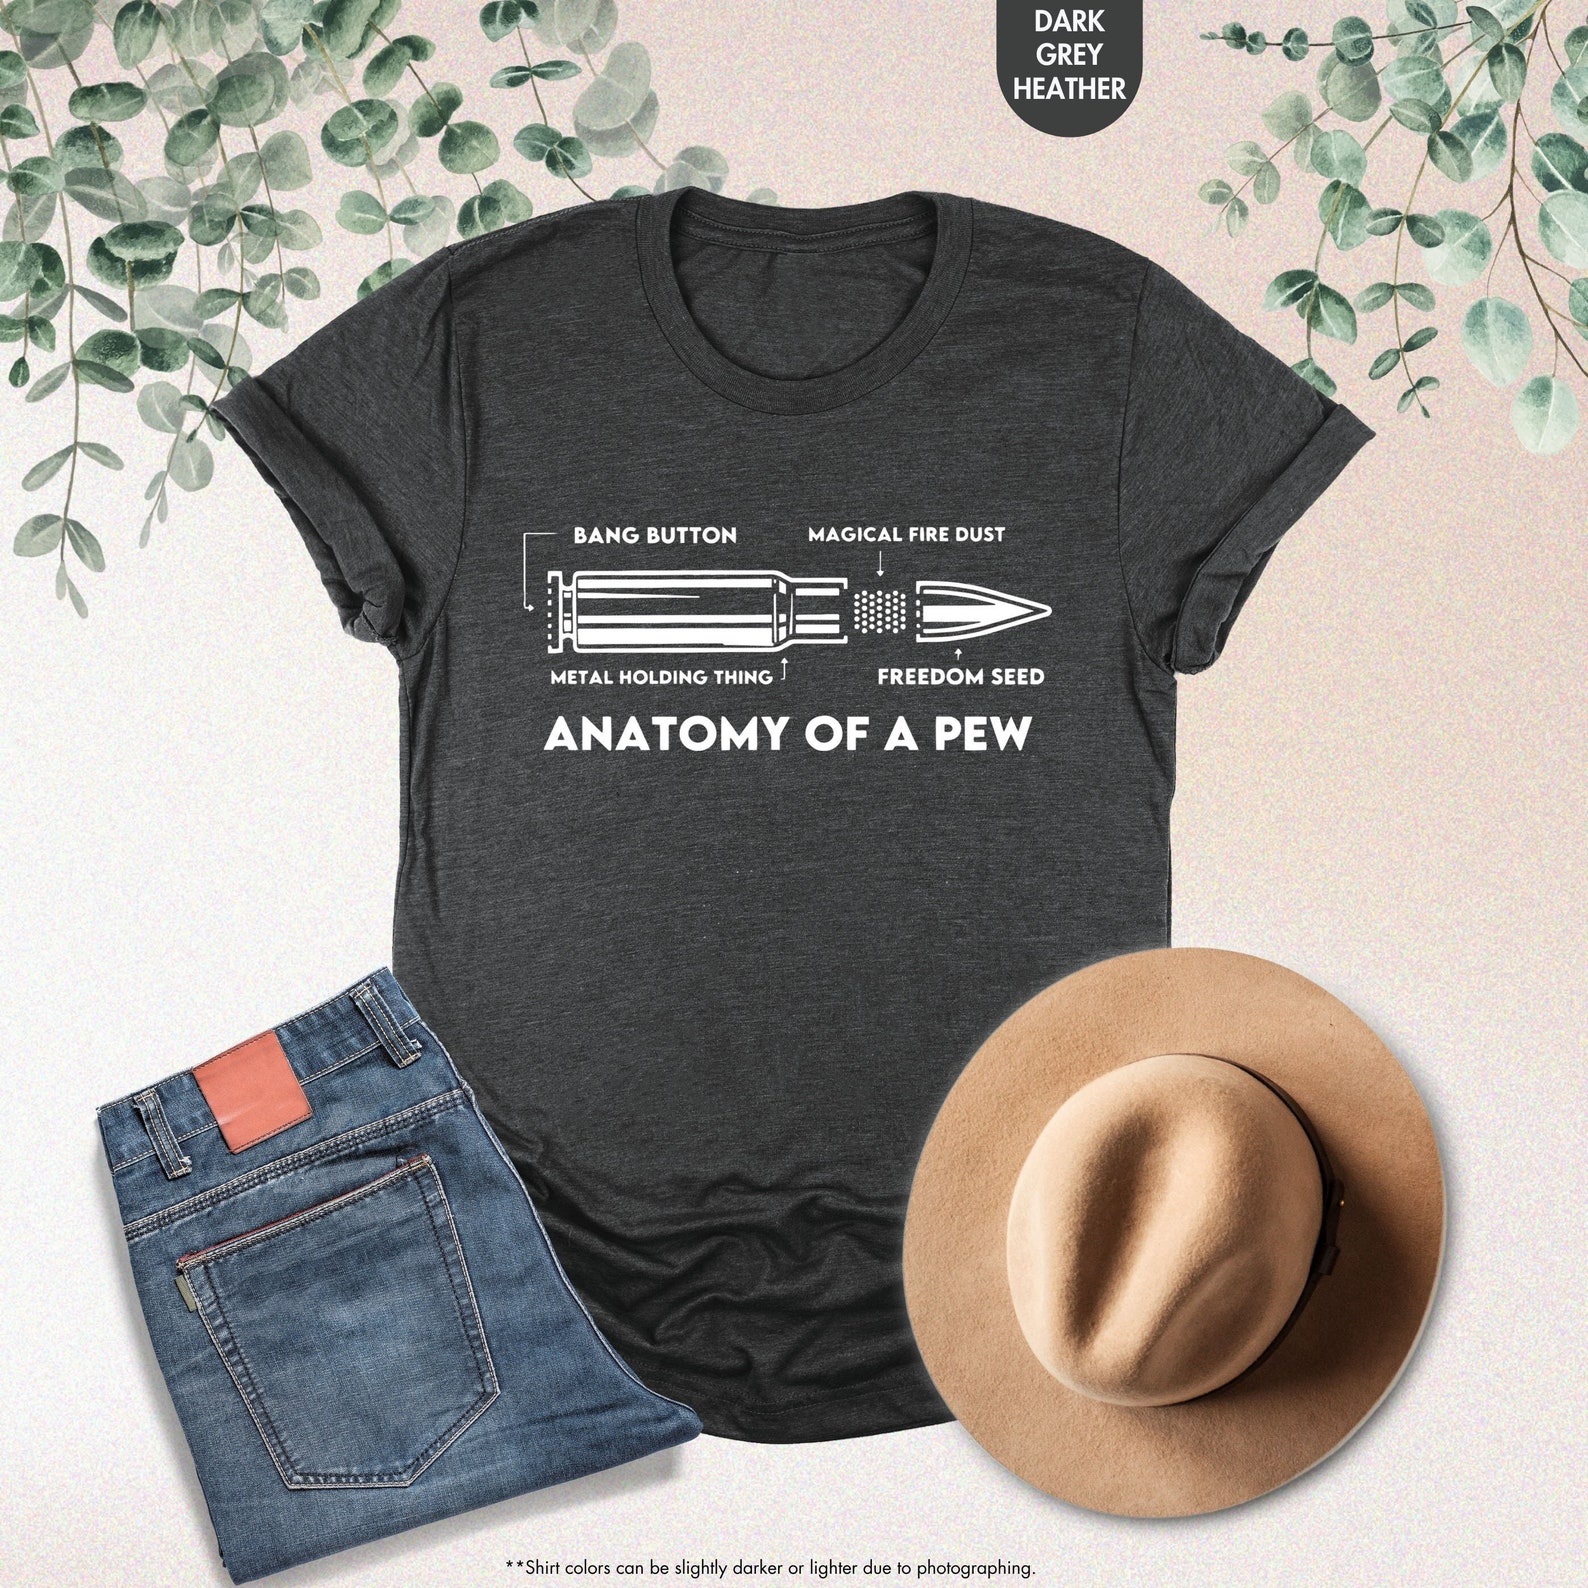 DARK
GREY
HEATHER
BANG BUTTON
MAGICAL FIRE DUST
METAL HOLDING THING
FREEDOM SEED
ANATOMY OF A PEW
**Shirt colors can be slightly darker or lighter due to photographing.